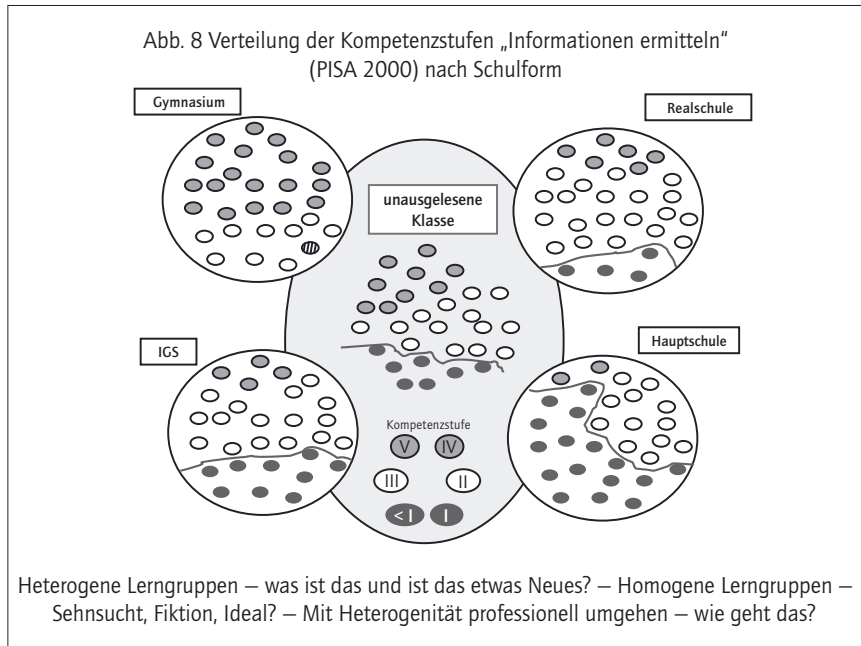 Abb. 8 Verteilung der Kompetenzstufen „Informationen ermitteln“
(PISA 2000) nach Schulform
Gymnasium
Realschule
unausgelesene
Klasse
IGS
Hauptschule
Kompetenzstufe
V IV
III II
< I I
Heterogene Lerngruppen – was ist das und ist das etwas Neues? – Homogene Lerngruppen –
Sehnsucht, Fiktion, Ideal? – Mit Heterogenität professionell umgehen – wie geht das?